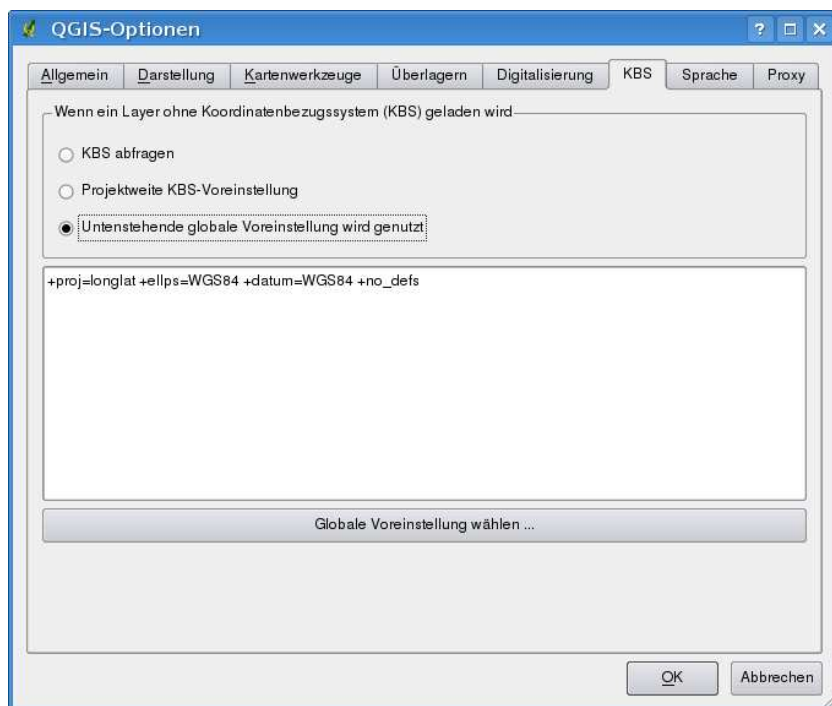 QGIS-Optionen
Allgemein Darstellung Kartenwerkzeuge Überlagern Digitalisierung KBS Sprache Proxy
Wenn ein Layer ohne Koordinatenbezugssystem (KBS) geladen wird
KBS abfragen
Projektweite KBS-Voreinstellung
Untenstehende globale Voreinstellung wird genutzt
+proj=longlat +ellps=WGS84 +datum=WGS84 +no_defs
Globale Voreinstellung wählen ...
OK Abbrechen